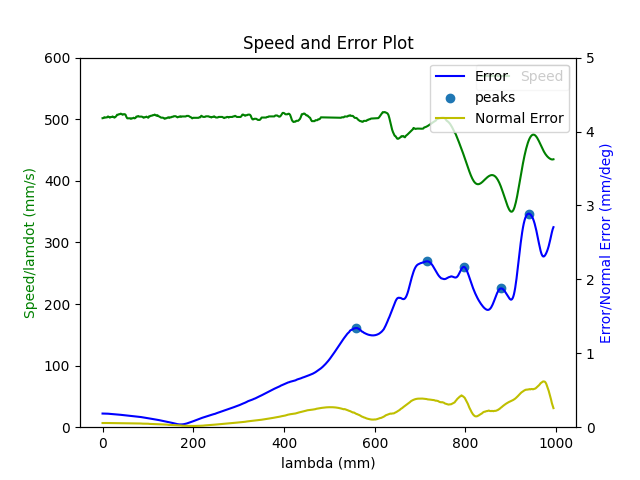 Speed and Error Plot
Speed/lamdot (mm/s)
600
500
400
300
200
100
0
Error
peaks
Normal Error
Speed
5
4
3
2
1
0
Error/Normal Error (mm/deg)
0 200 400 600 800 1000
lambda (mm)